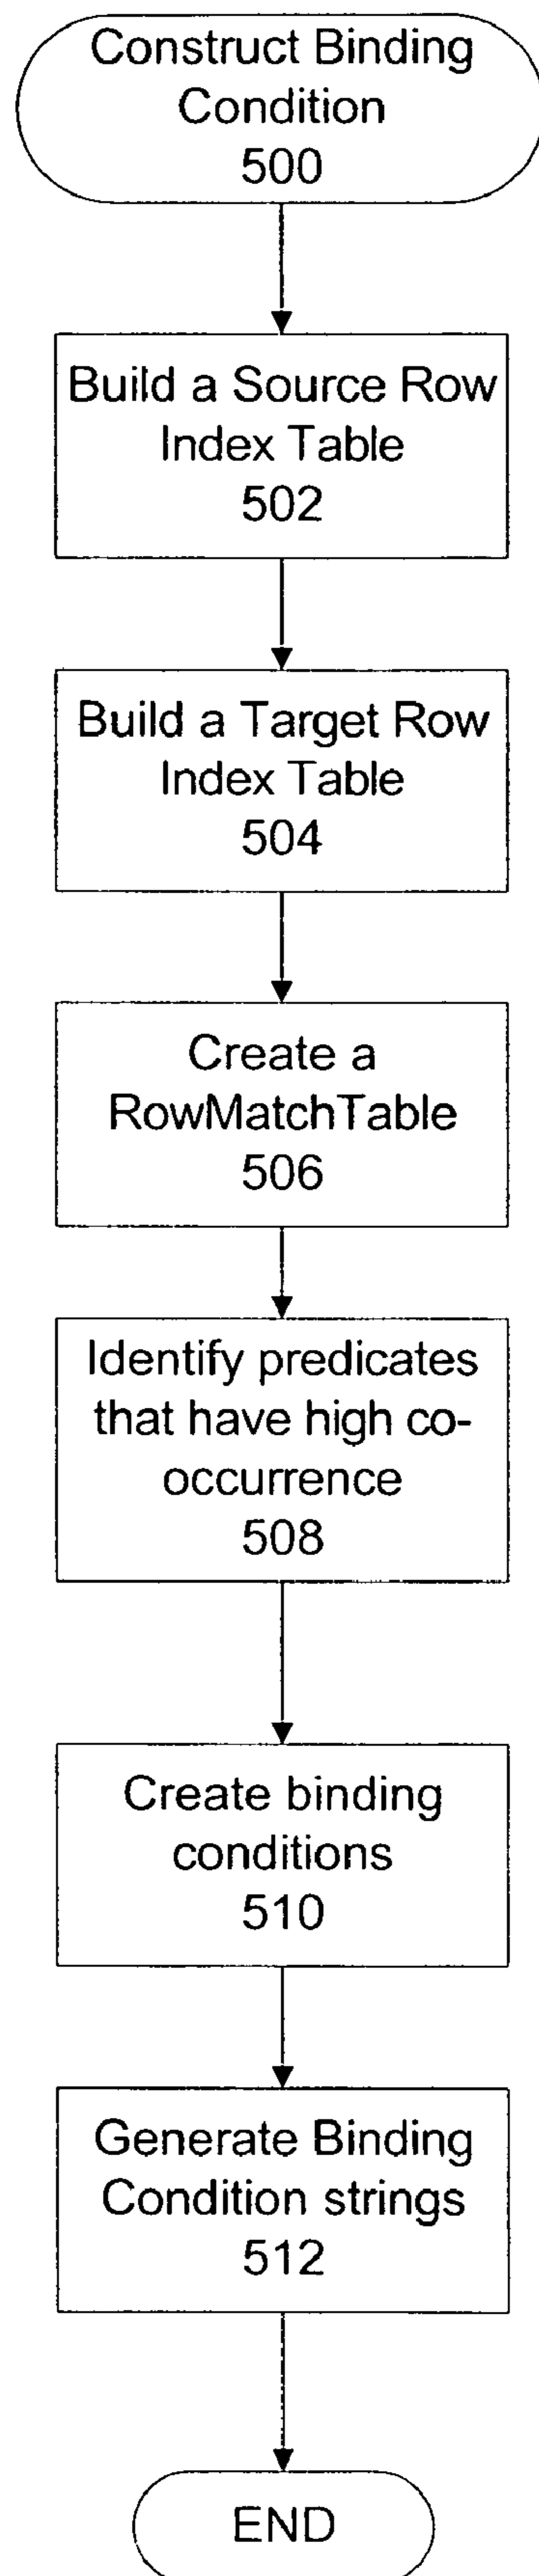 Construct Binding
Condition
500
Build a Source Row
Index Table
502
Build a Target Row
Index Table
504
Create a
RowMatchTable
506
Identify predicates
that have high co-
occurrence
508
Create binding
conditions
510
Generate Binding
Condition strings
512
END